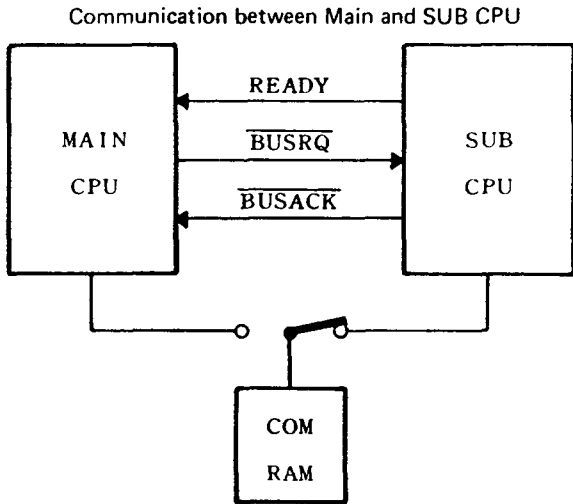 Communication between Main and SUB CPU
READY
MAIN
CPU
BUSRQ
BUSACK
SUB
CPU
COM
RAM